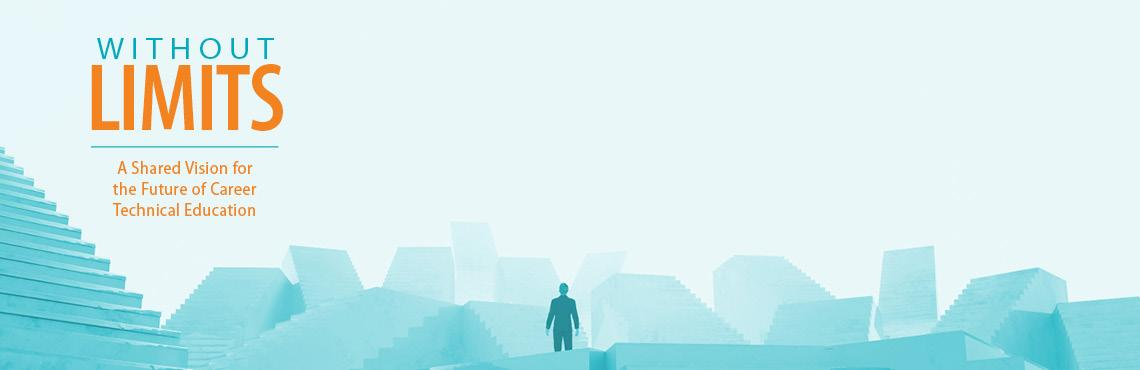 WITHOUT
LIMITS
A Shared Vision for
the Future of Career
Technical Education